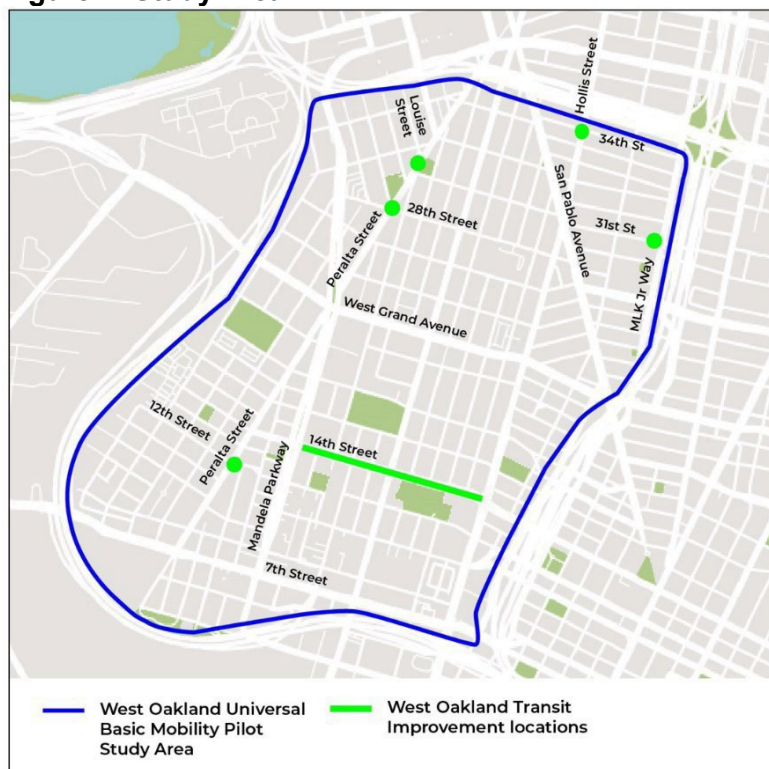 Hollis Street
Louise
Street
34th St
San Pablo Avenue
28th Street
31st St
Peralta Street
MLK Jr Way
West Grand Avenue
12th Street
Peralta Street
14th Street
Mandela Parkway
7th Street
West Oakland Universal
Basic Mobility Pilot
Study Area
West Oakland Transit
Improvement locations